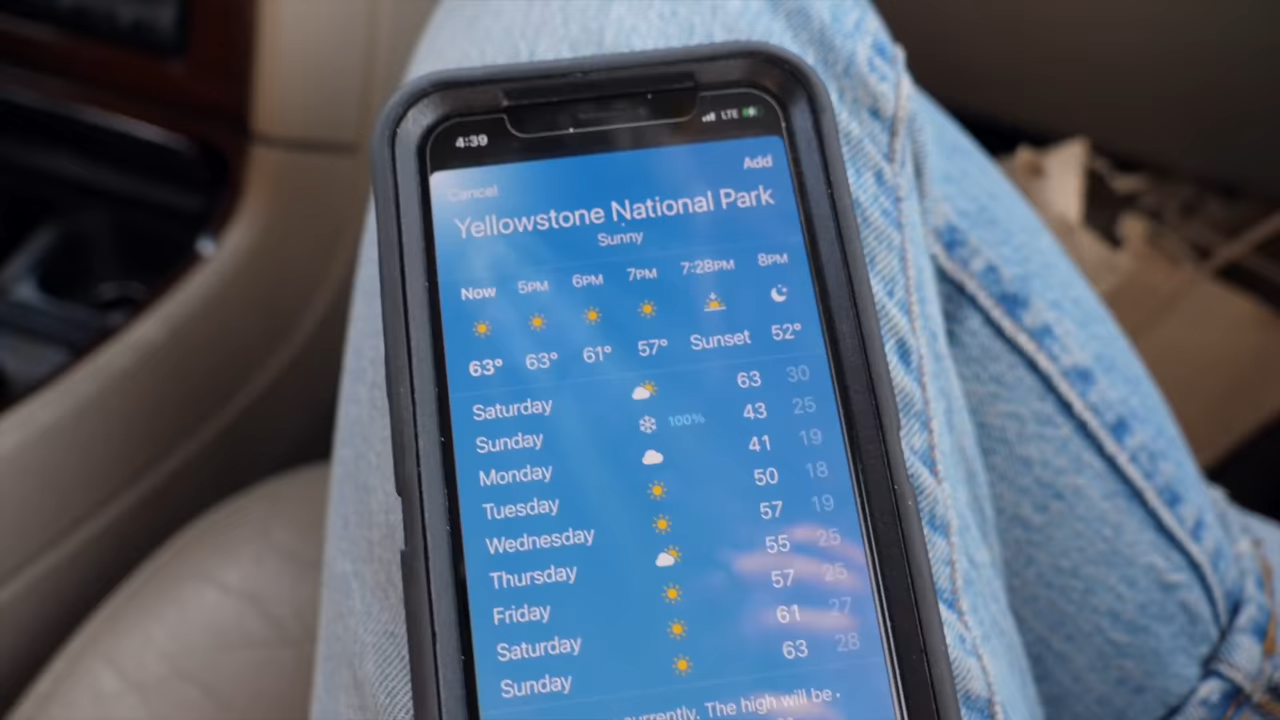 4:39 LTE
Cancel Add
Yellowstone National Park
Sunny
Now 5PM 6PM 7PM 7:28PM 8PM
63° 63° 61° 57° Sunset 52°
Saturday 63 30
Sunday 100% 43 25
Monday 41 19
Tuesday 50 18
Wednesday 57 19
Thursday 55 25
Friday 57 25
Saturday 61 27
Sunday 63 28
currently. The high will be